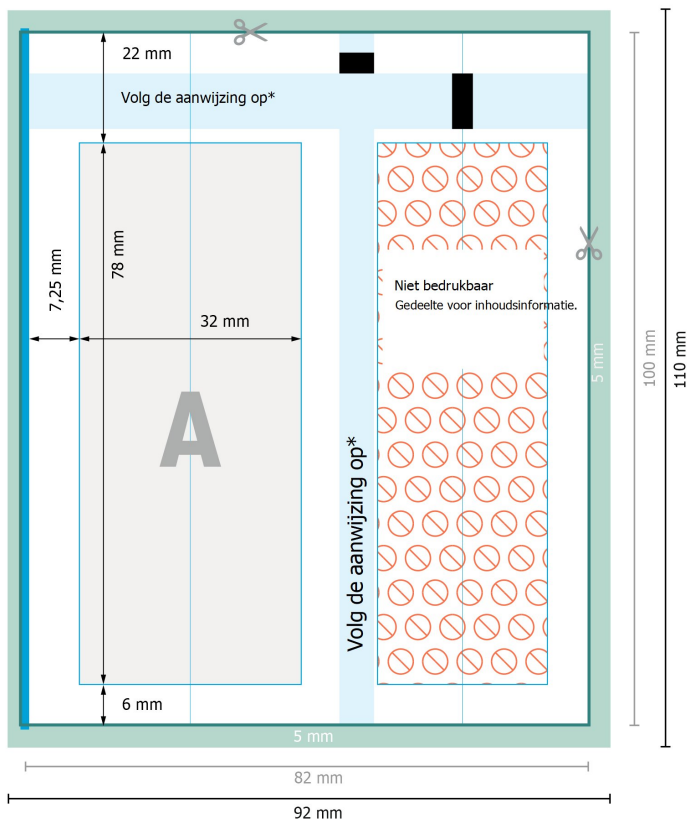 22 mm
Volg de aanwijzing op*
7,25 mm
78 mm
32 mm
Niet bedrukbaar
Gedeelte voor inhoudsinformatie.
A
Volg de aanwijzing op*
5 mm
100 mm
110 mm
6 mm
5 mm
82 mm
92 mm